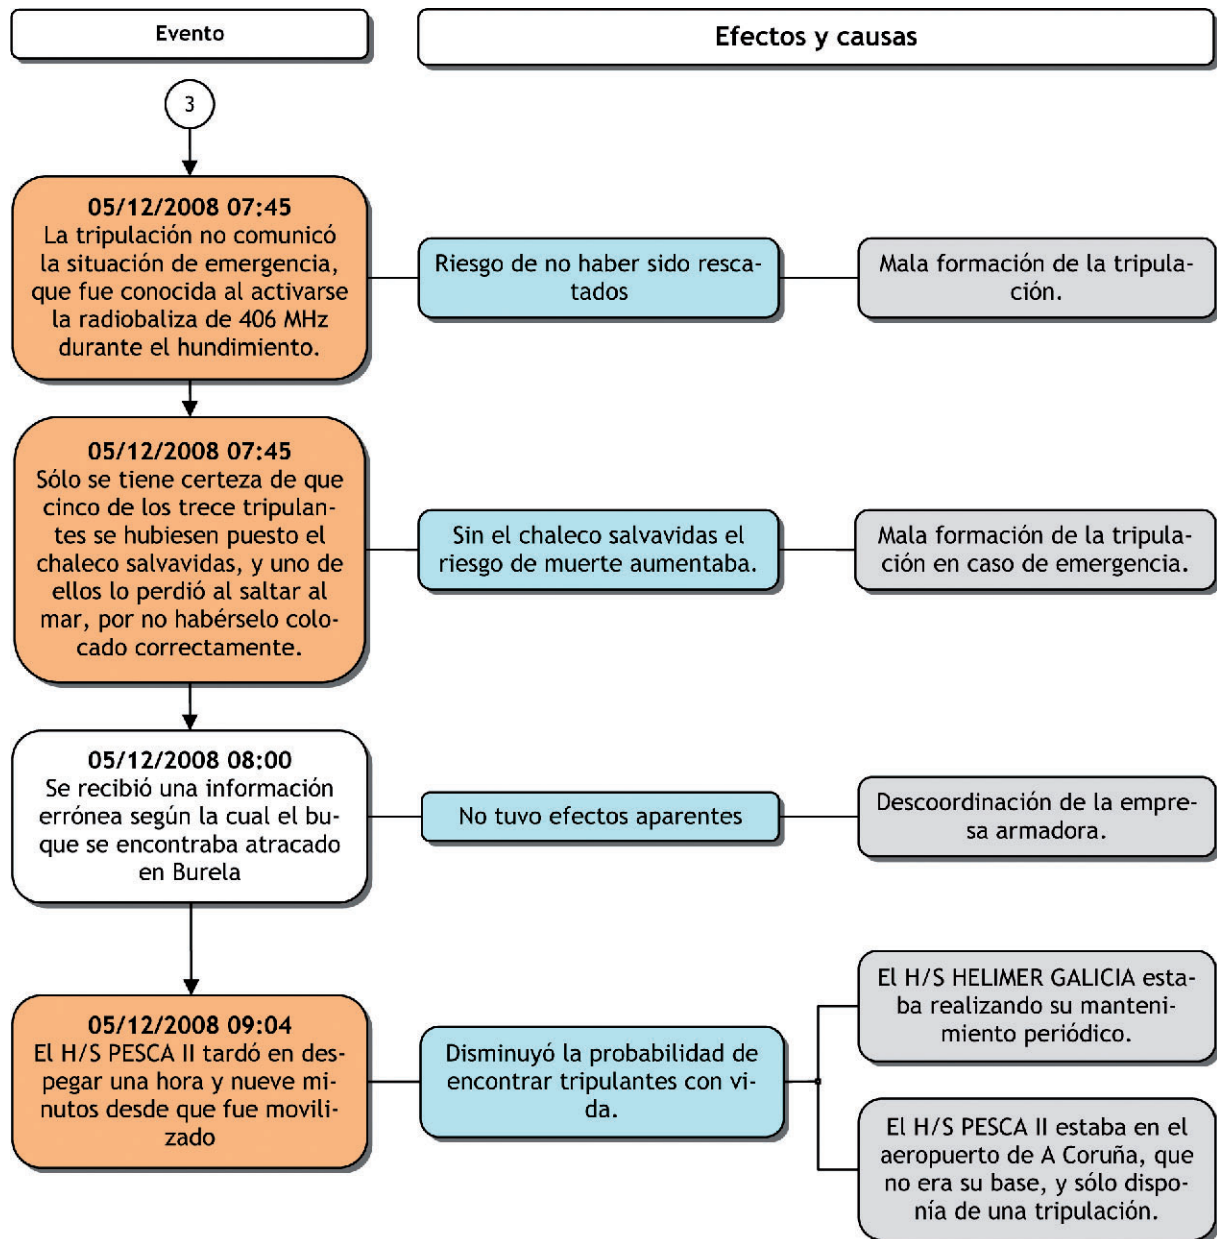 Evento
Efectos y causas
3
05/12/2008 07:45
La tripulación no comunicó
la situación de emergencia,
que fue conocida al activarse
la radiobaliza de 406 MHz
durante el hundimiento.
Riesgo de no haber sido resca-
tados
Mala formación de la tripula-
ción.
05/12/2008 07:45
Sólo se tiene certeza de que
cinco de los trece tripulan-
tes se hubiesen puesto el
chaleco salvavidas, y uno de
ellos lo perdió al saltar al
mar, por no habérselo colo-
cado correctamente.
Sin el chaleco salvavidas el
riesgo de muerte aumentaba.
Mala formación de la tripula-
ción en caso de emergencia.
05/12/2008 08:00
Se recibió una información
errónea según la cual el bu-
que se encontraba atracado
en Burela
No tuvo efectos aparentes
Descoordinación de la empre-
sa armadora.
05/12/2008 09:04
El H/S PESCA II tardó en des-
pegar una hora y nueve mi-
nutos desde que fue movili-
zado
Disminuyó la probabilidad de
encontrar tripulantes con vi-
da.
El H/S HELIMER GALICIA esta-
ba realizando su manteni-
miento periódico.
El H/S PESCA II estaba en el
aeropuerto de A Coruña, que
no era su base, y sólo dispo-
nía de una tripulación.